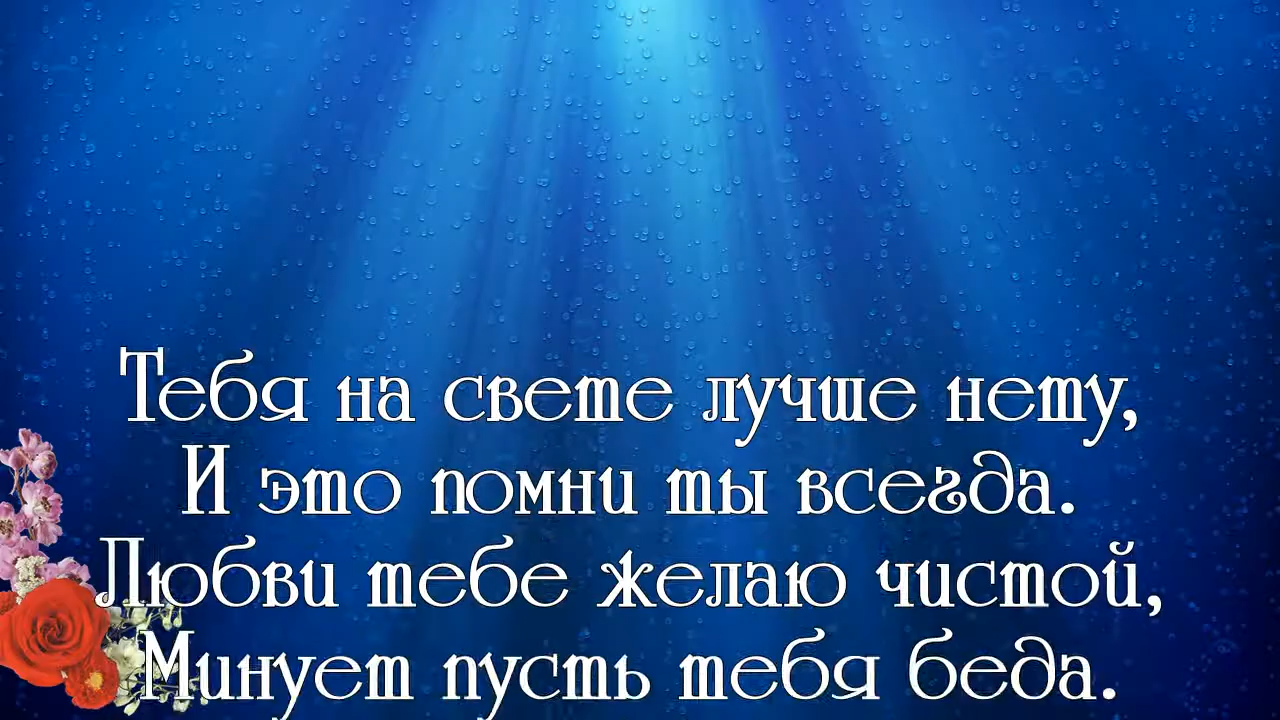 Тебя на свете лучше нету,
И это помни ты всегда.
Любви тебе желаю чистой,
Минует пусть тебя беда.